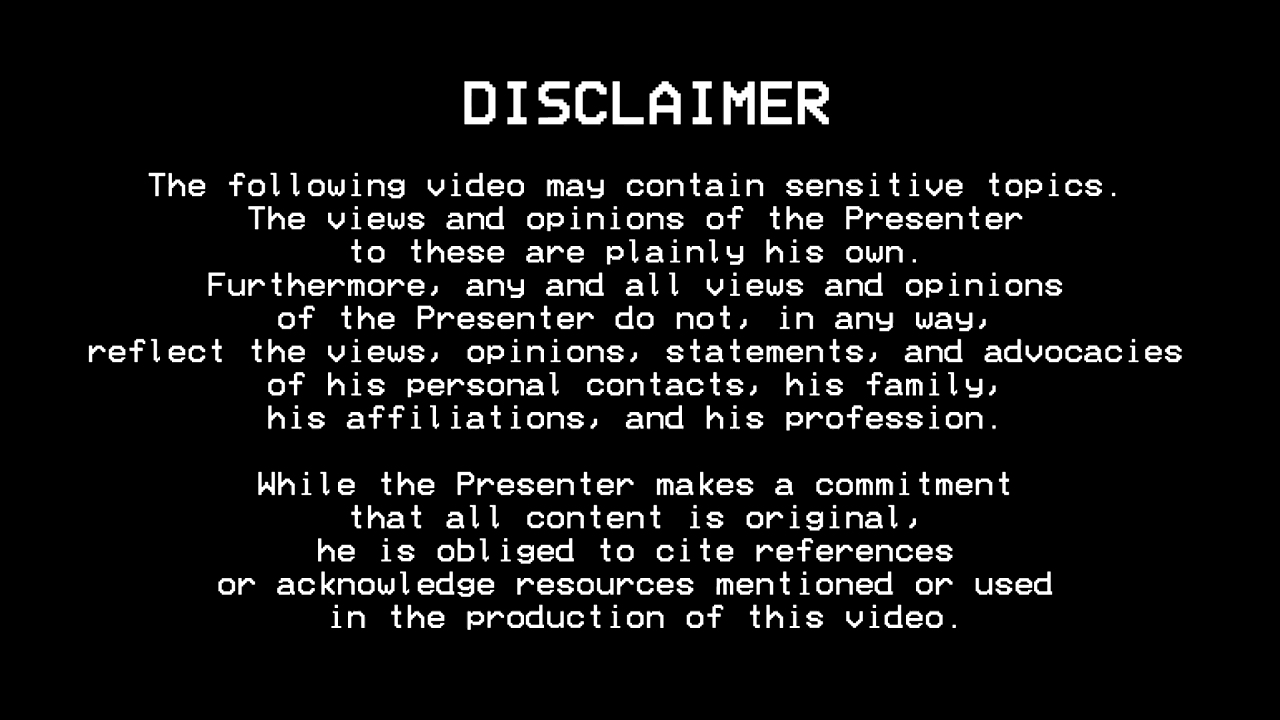 DISCLAIMER
The following video may contain sensitive topics.
The views and opinions of the Presenter
to these are plainly his own.
Furthermore, any and all views and opinions
of the Presenter do not, in any way,
reflect the views, opinions, statements, and advocacies
of his personal contacts, his family,
his affiliations, and his profession.
While the Presenter makes a commitment
that all content is original,
he is obliged to cite references
or acknowledge resources mentioned or used
in the production of this video.